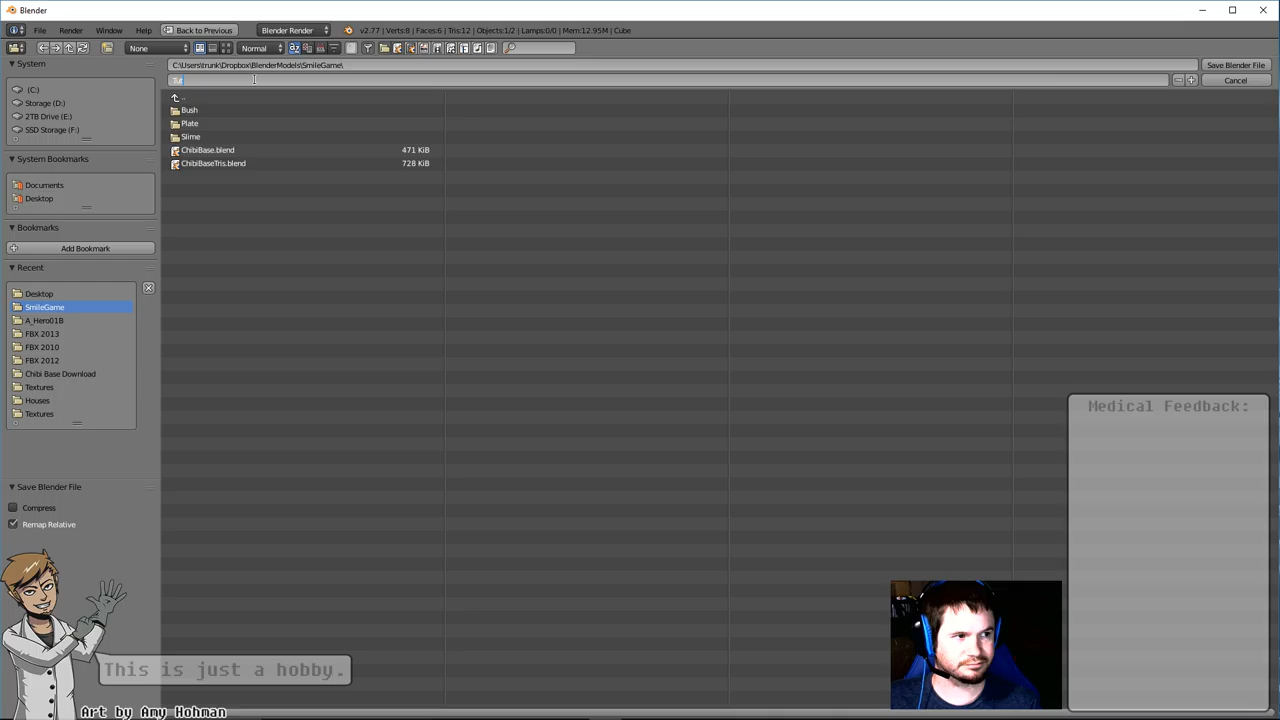 Blender
File Render Window Help Back to Previous Blender Render v2.77 | Verts:8 | Faces:6 | Tris:12 | Objects:1/2 | Lamps:0/0 | Mem:12.95M | Cube
None Normal
System
C:\Users\trunk\Dropbox\BlenderModels\SmileGame\ Save Blender File
Tut Cancel
(C:)
Storage (D:)
2TB Drive (E:)
SSD Storage (F:)
..
Bush
Plate
Slime
ChibiBase.blend 471 KiB
ChibiBaseTris.blend 728 KiB
System Bookmarks
Documents
Desktop
Bookmarks
Add Bookmark
Recent
Desktop
SmileGame
A_Hero01B
FBX 2013
FBX 2010
FBX 2012
Chibi Base Download
Textures
Houses
Textures
Save Blender File
Compress
Remap Relative
Medical Feedback:
This is just a hobby.
Art by Amy Hohman